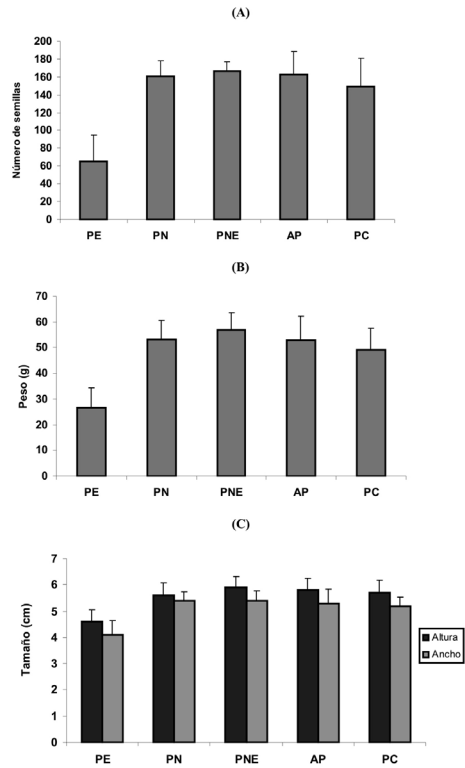 (A)
Número de semillas
200
180
160
140
120
100
80
60
40
20
0
PE PN PNE AP PC
(B)
Peso (g)
70
60
50
40
30
20
10
0
PE PN PNE AP PC
(C)
Tamaño (cm)
7
6
5
4
3
2
1
0
Altura
Ancho
PE PN PNE AP PC